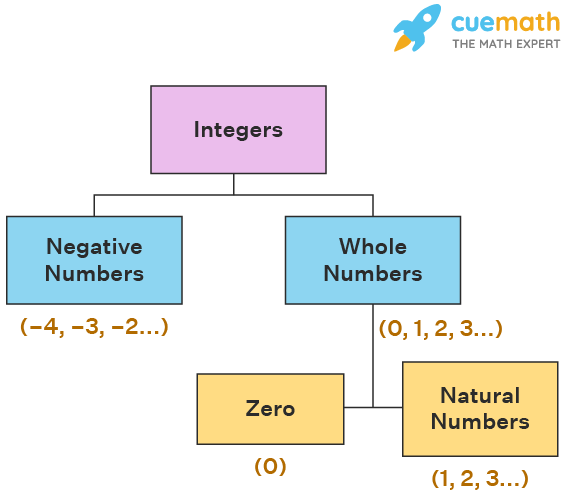 cuemath
THE MATH EXPERT
Integers
Negative
Numbers
Whole
Numbers
(−4, −3, −2...)
(0, 1, 2, 3...)
Zero
Natural
Numbers
(0)
(1, 2, 3...)